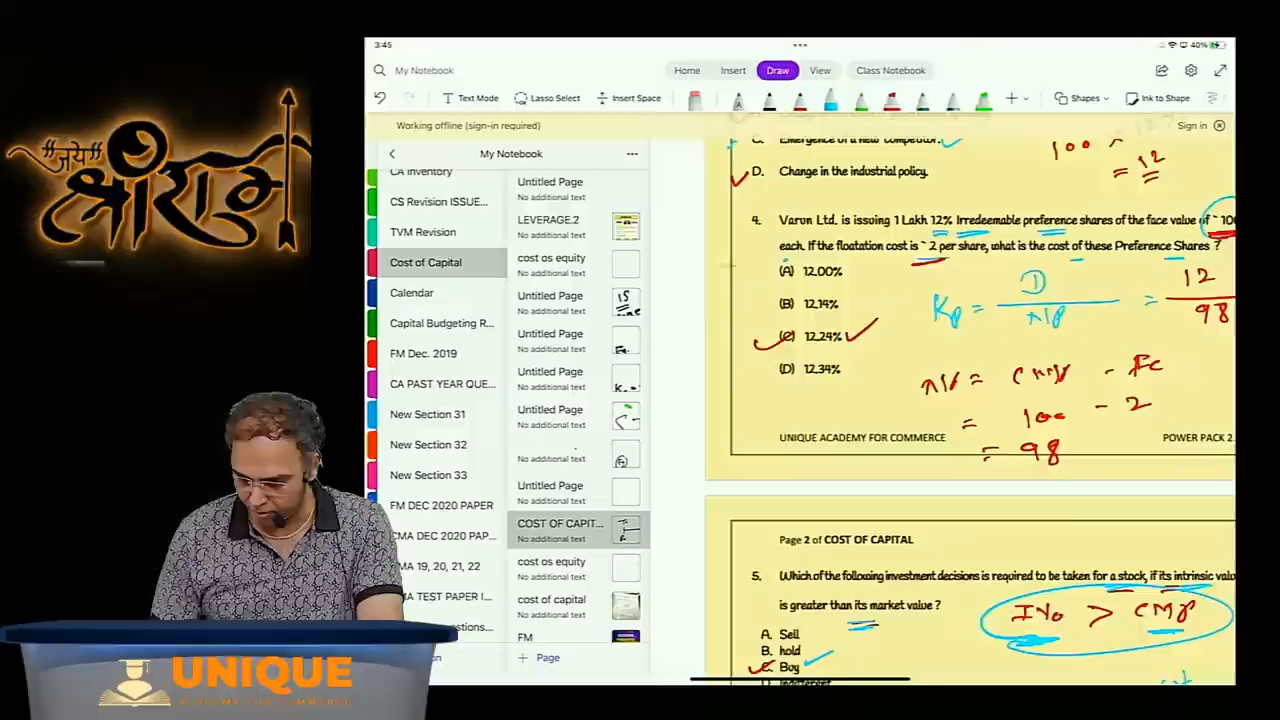 "जय"
श्रीराम
3:45
40%
My Notebook
Home
Insert
Draw
View
Class Notebook
Text Mode
Lasso Select
Insert Space
Shapes
Ink to Shape
Working offline (sign-in required)
Sign in
My Notebook
CA Inventory
CS Revision ISSUE...
TVM Revision
Cost of Capital
Calendar
Capital Budgeting R...
FM Dec. 2019
CA PAST YEAR QUE...
New Section 31
New Section 32
New Section 33
FM DEC 2020 PAPER
CMA DEC 2020 PAP...
MA 19, 20, 21, 22
MA TEST PAPER I...
estions...
Untitled Page
No additional text
LEVERAGE.2
No additional text
cost os equity
No additional text
Untitled Page
No additional text
Untitled Page
No additional text
Untitled Page
No additional text
Untitled Page
No additional text
No additional text
Untitled Page
No additional text
COST OF CAPIT...
No additional text
cost os equity
No additional text
cost of capital
No additional text
FM
Page
C. Emergence of a new competitor.
100
= 12
D. Change in the industrial policy.
4. Varun Ltd. is issuing 1 Lakh 12% Irredeemable preference shares of the face value of ` 100
each. If the floatation cost is ` 2 per share, what is the cost of these Preference Shares ?
(A) 12.00%
(B) 12.14%
(C) 12.24%
(D) 12.34%
Kp = D / NP = 12 / 98
NP = CMP - FC
= 100 - 2
= 98
UNIQUE ACADEMY FOR COMMERCE
POWER PACK 2.
Page 2 of COST OF CAPITAL
5. Which of the following investment decisions is required to be taken for a stock, if its intrinsic valu
is greater than its market value ?
IVo > CMP
A. Sell
B. hold
C. Buy
D. Indifferent
UNIQUE
ACADEMY FOR COMMERCE